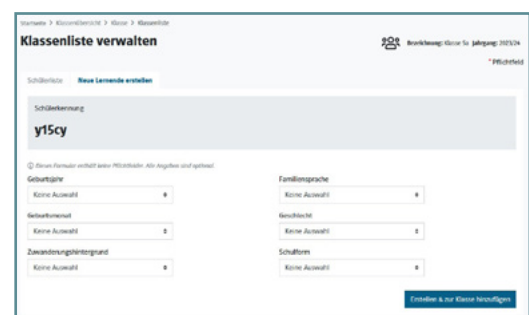 Startseite > Klassenübersicht > Klasse > Klassenliste
Klassenliste verwalten
Bezeichnung: Klasse 5a Jahrgang: 2023/24
* Pflichtfeld
Schülerliste Neue Lernende erstellen
Schülerkennung
y15cy
Dieses Formular enthält keine Pflichtfelder. Alle Angaben sind optional.
Geburtsjahr Familiensprache
Keine Auswahl Keine Auswahl
Geburtsmonat Geschlecht
Keine Auswahl Keine Auswahl
Zuwanderungshintergrund Schulform
Keine Auswahl Keine Auswahl
Erstellen & zur Klasse hinzufügen